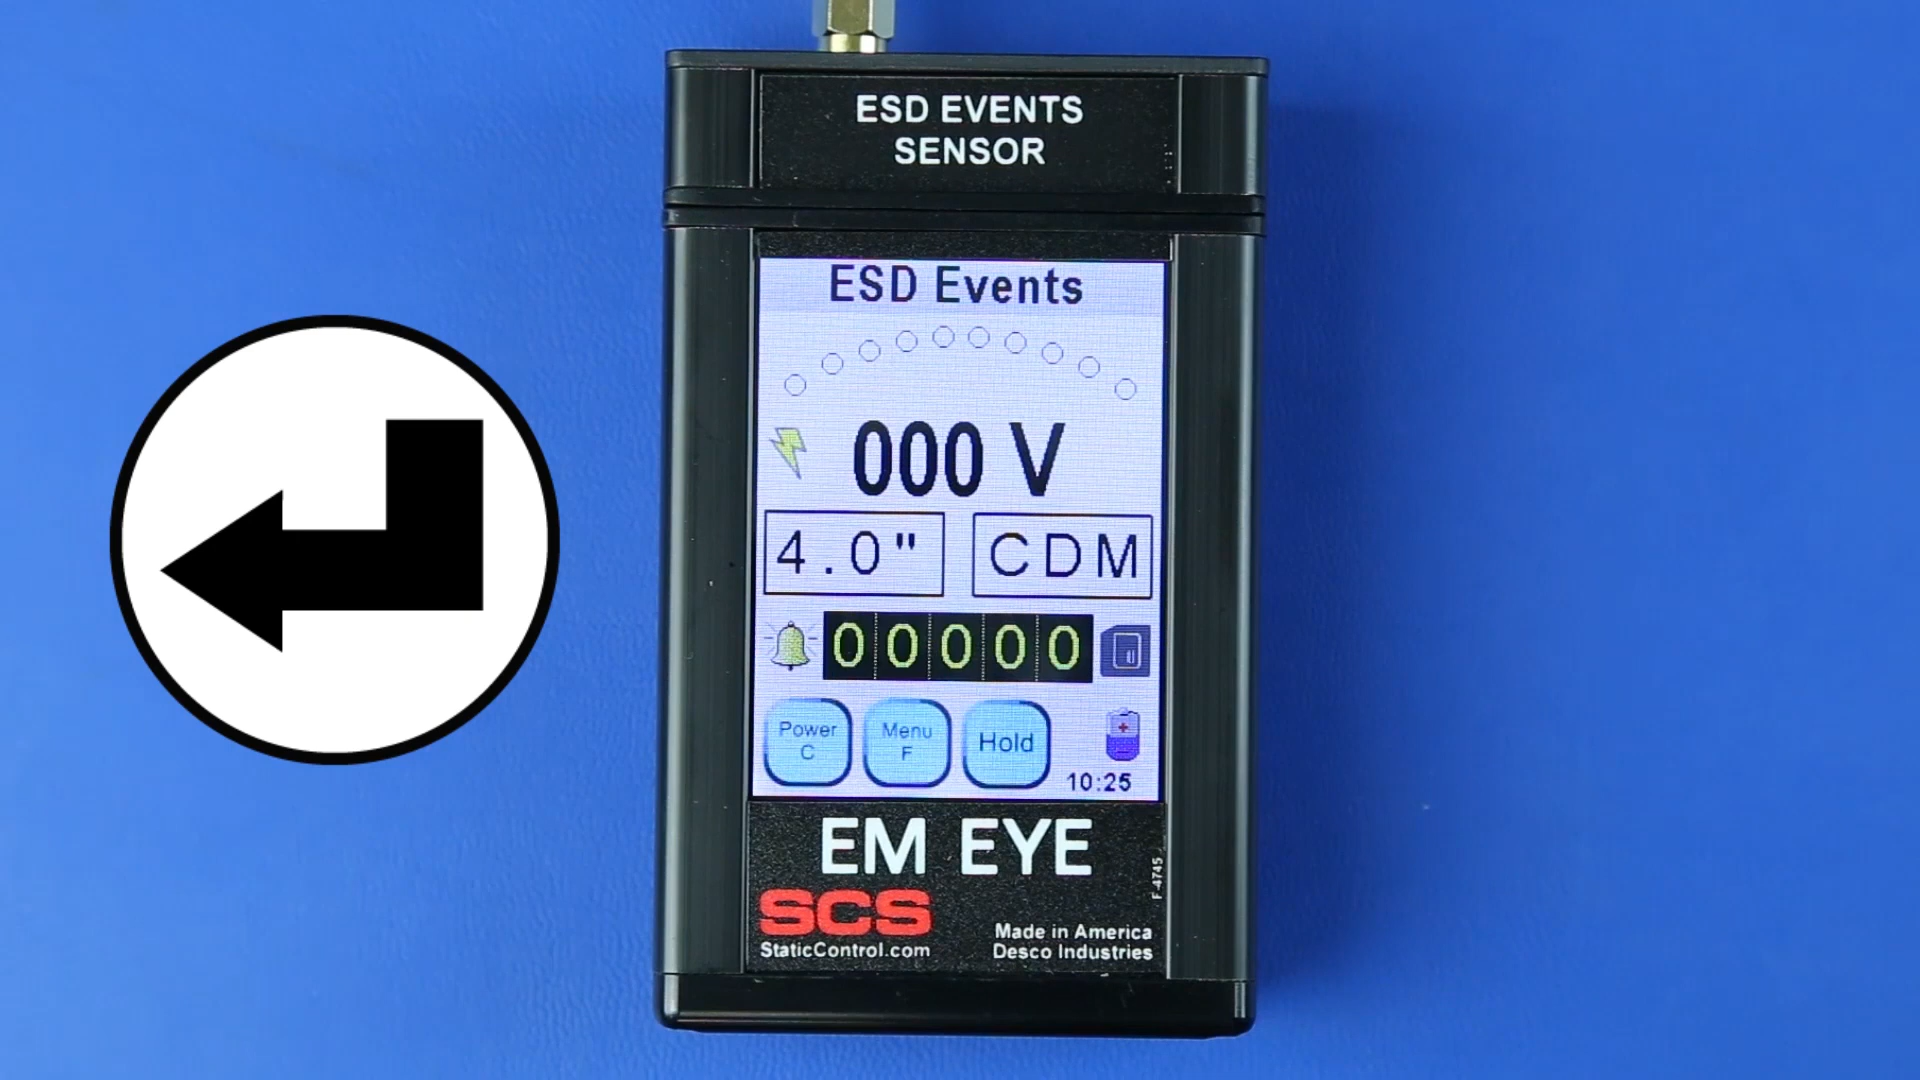 ESD EVENTS
SENSOR
ESD Events
000 V
4.0"
CDM
00000
Power
C
Menu
F
Hold
10:25
EM EYE
F-4745
SCS
StaticControl.com
Made in America
Desco Industries